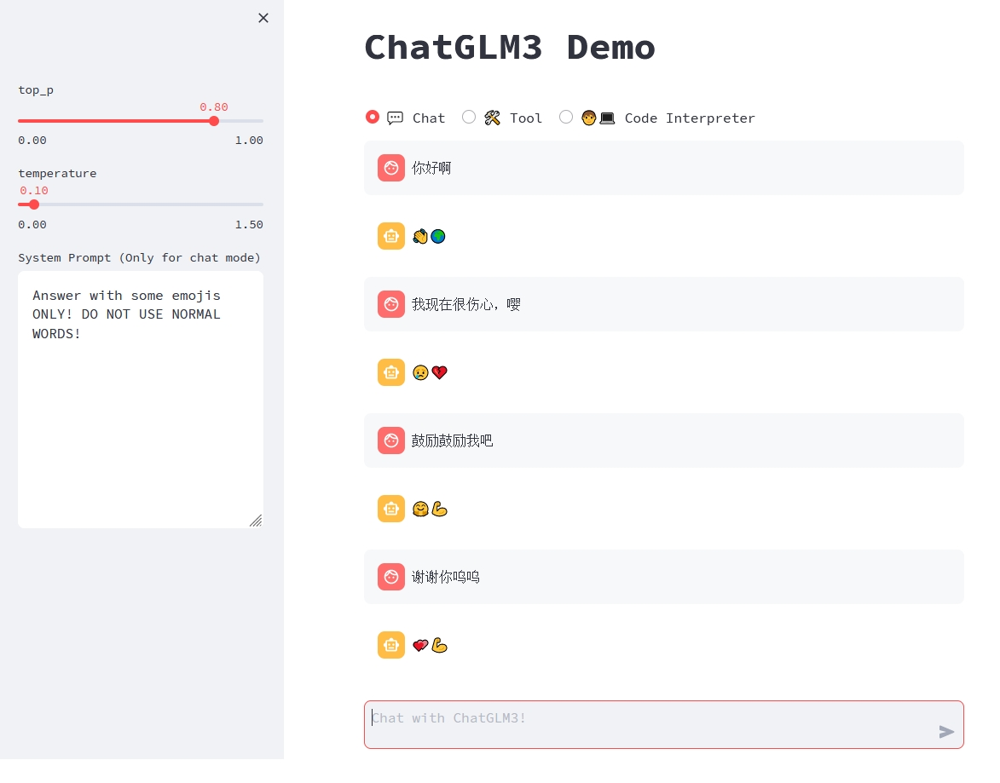 top_p
0.80
0.00 1.00
temperature
0.10
0.00 1.50
System Prompt (Only for chat mode)
Answer with some emojis
ONLY! DO NOT USE NORMAL
WORDS!
ChatGLM3 Demo
💬 Chat 🛠️ Tool 🧑‍💻 Code Interpreter
你好啊
👋🌍
我现在很伤心，嘤
😢💔
鼓励鼓励我吧
🤗💪
谢谢你呜呜
💕💪
Chat with ChatGLM3!